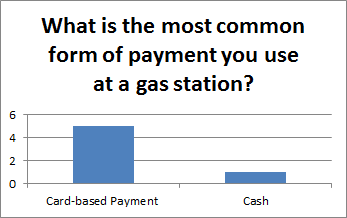 What is the most common
form of payment you use
at a gas station?
6
4
2
0
Card-based Payment Cash